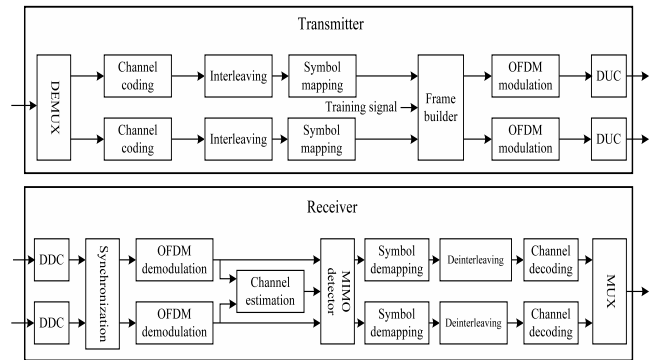 Transmitter
DEMUX
Channel
coding
Interleaving
Symbol
mapping
Training signal
Frame
builder
OFDM
modulation
DUC
Channel
coding
Interleaving
Symbol
mapping
OFDM
modulation
DUC
Receiver
DDC
Synchronization
OFDM
demodulation
Channel
estimation
MIMO
detector
Symbol
demapping
Deinterleaving
Channel
decoding
MUX
DDC
OFDM
demodulation
Symbol
demapping
Deinterleaving
Channel
decoding